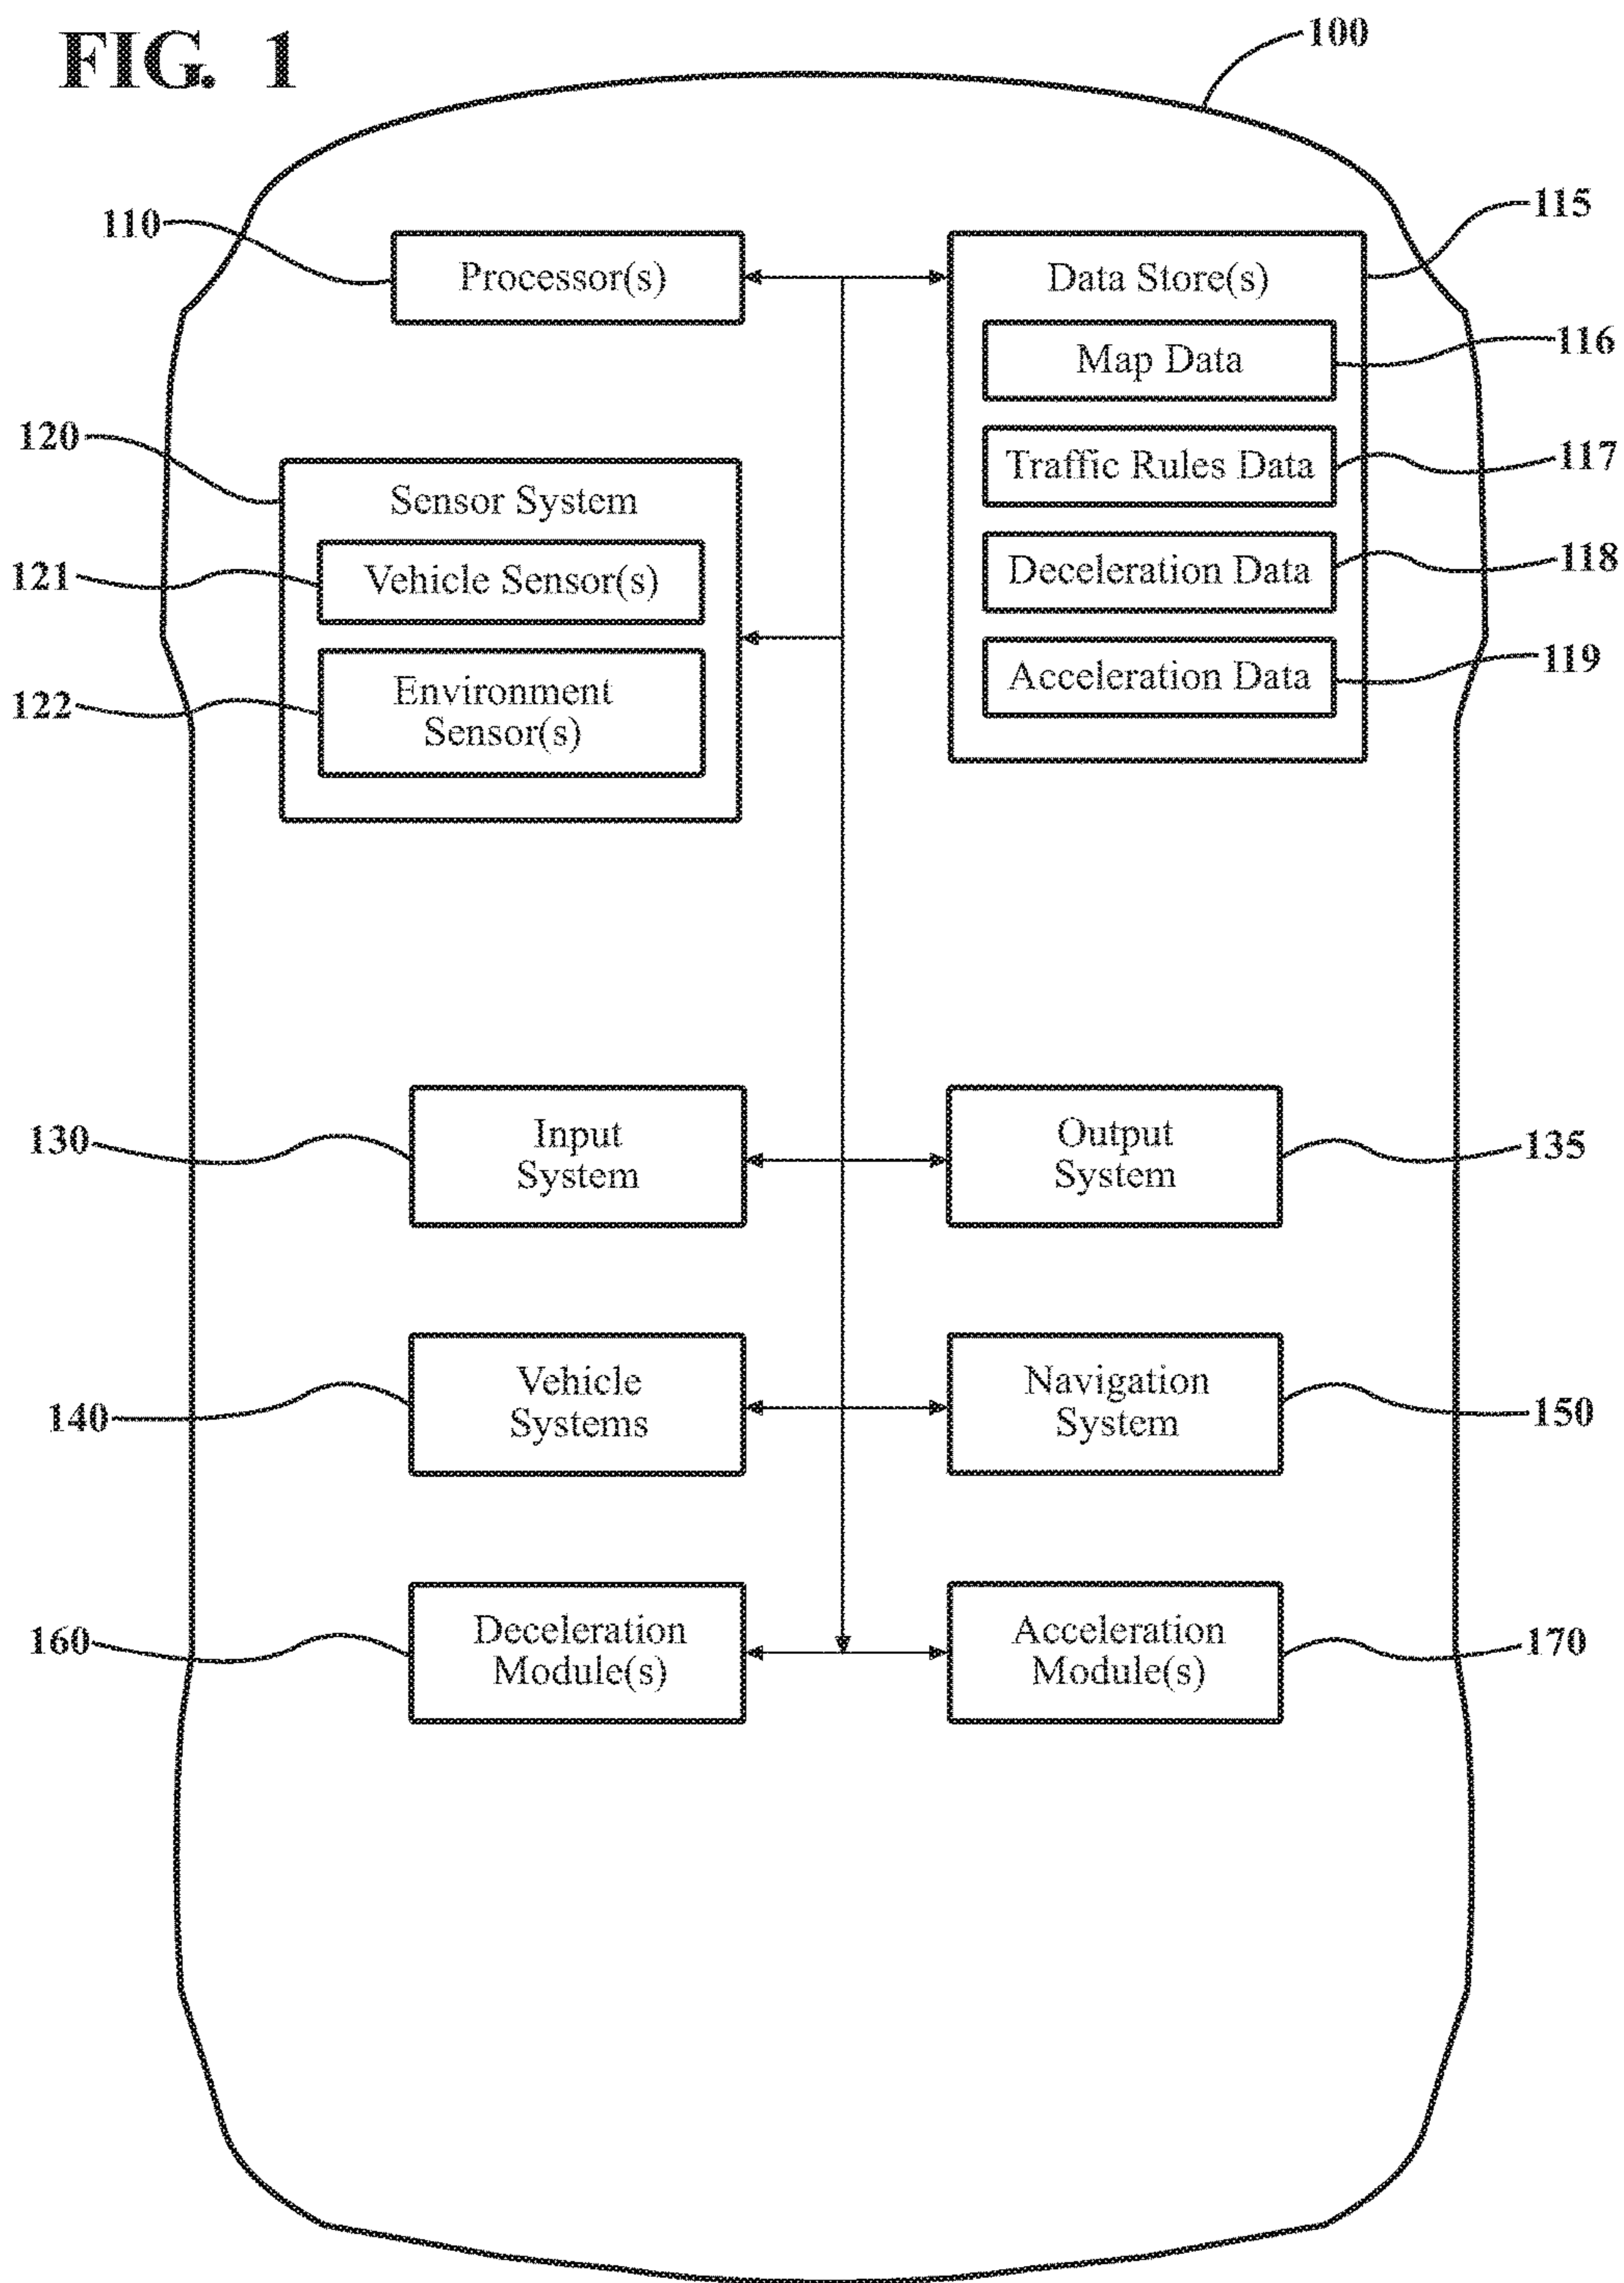 FIG. 1
100
110
Processor(s)
115
Data Store(s)
116
Map Data
117
Traffic Rules Data
118
Deceleration Data
119
Acceleration Data
120
Sensor System
121
Vehicle Sensor(s)
122
Environment
Sensor(s)
130
Input
System
135
Output
System
140
Vehicle
Systems
150
Navigation
System
160
Deceleration
Module(s)
170
Acceleration
Module(s)